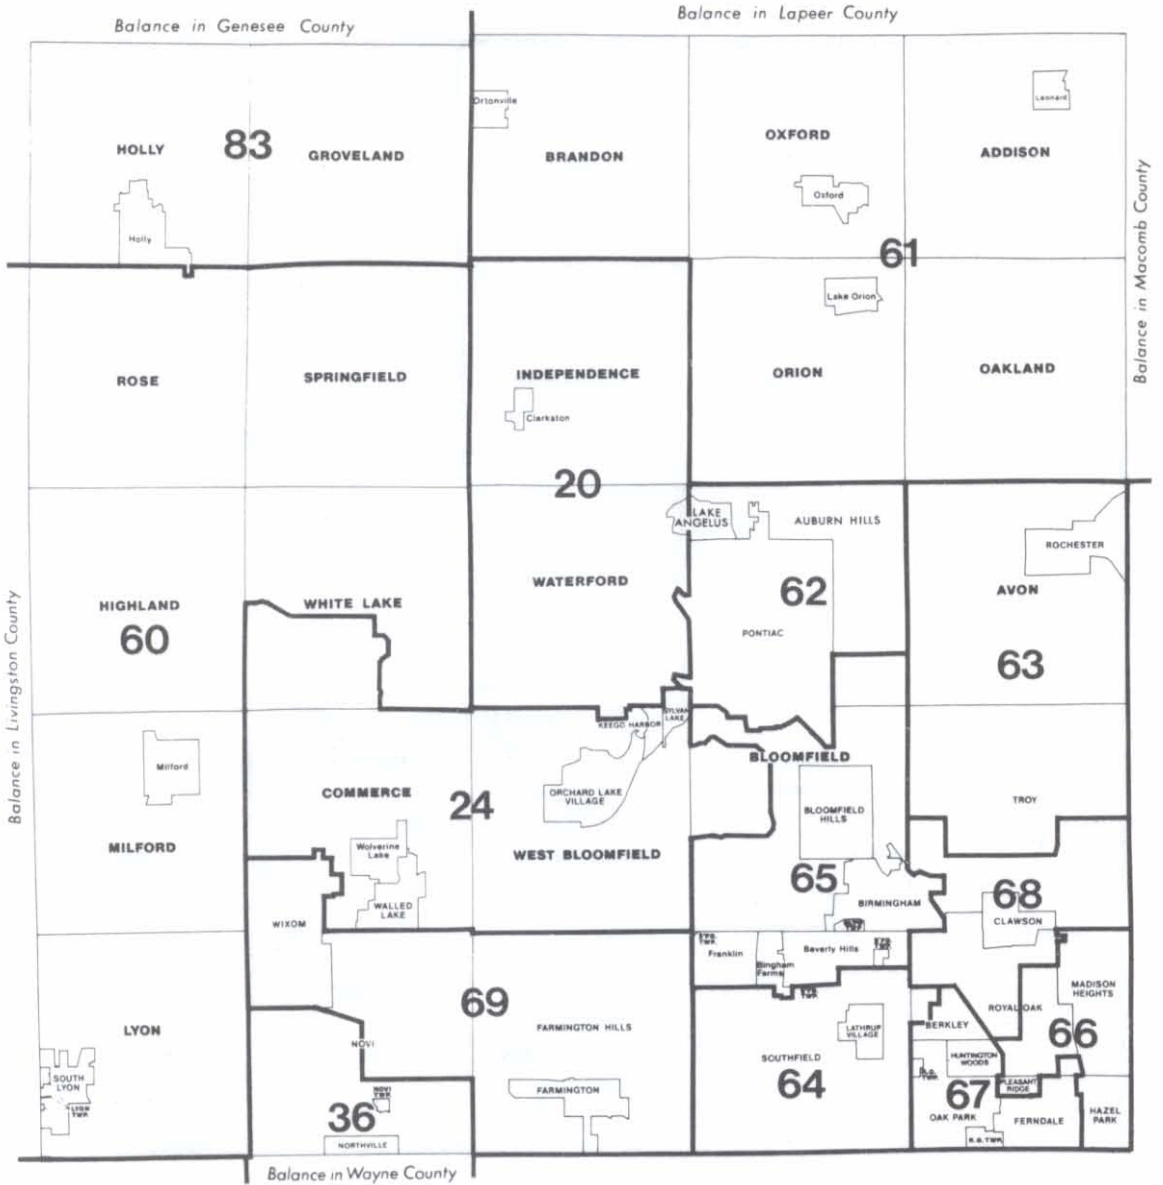 Balance in Genesee County
Balance in Lapeer County
Ortonville
Leonard
HOLLY
83
GROVELAND
BRANDON
OXFORD
ADDISON
Oxford
Holly
61
Balance in Macomb County
Lake Orion
ROSE
SPRINGFIELD
INDEPENDENCE
ORION
OAKLAND
Clarkston
20
LAKE
ANGELUS
AUBURN HILLS
ROCHESTER
HIGHLAND
60
WHITE LAKE
WATERFORD
62
AVON
PONTIAC
63
Balance in Livingston County
KEEGO HARBOR
SYLVAN
LAKE
Milford
BLOOMFIELD
COMMERCE
24
ORCHARD LAKE
VILLAGE
BLOOMFIELD
HILLS
TROY
MILFORD
Wolverine
Lake
WEST BLOOMFIELD
65
WALLED
LAKE
BIRMINGHAM
68
CLAWSON
WIXOM
Franklin
Bingham
Farms
Beverly Hills
MADISON
HEIGHTS
LYON
69
FARMINGTON HILLS
ROYAL OAK
NOVI
LATHRUP
VILLAGE
BERKLEY
66
SOUTHFIELD
64
HUNTINGTON
WOODS
SOUTH
LYON
LYON
TWP.
NOVI
TWP.
FARMINGTON
PLEASANT
RIDGE
67
36
OAK PARK
FERNDALE
HAZEL
PARK
NORTHVILLE
R.O. TWP.
Balance in Wayne County